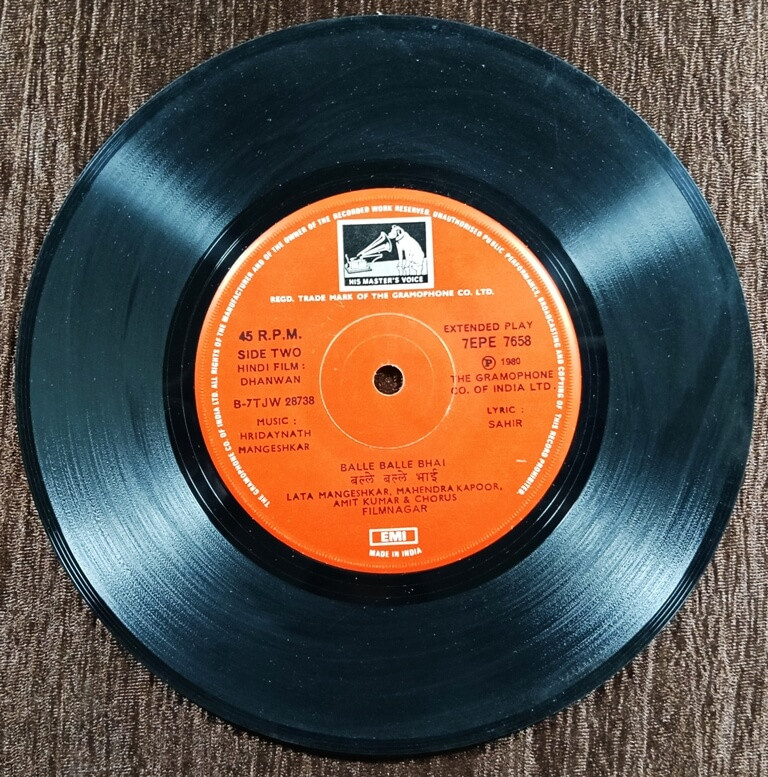 THE GRAMOPHONE CO. OF INDIA LTD. ALL RIGHTS OF THE MANUFACTURER AND OF THE OWNER OF THE RECORDED WORK RESERVED. UNAUTHORISED PUBLIC PERFORMANCE, BROADCASTING AND COPYING OF THIS RECORD PROHIBITED
HIS MASTER'S VOICE
REGD. TRADE MARK OF THE GRAMOPHONE CO. LTD.
45 R.P.M.
SIDE TWO
HINDI FILM :
DHANWAN
B-7TJW 28738
MUSIC :
HRIDAYNATH
MANGESHKAR
EXTENDED PLAY
7EPE 7658
Ⓟ 1980
THE GRAMOPHONE
CO. OF INDIA LTD.
LYRIC :
SAHIR
BALLE BALLE BHAI
बल्ले बल्ले भाई
LATA MANGESHKAR, MAHENDRA KAPOOR,
AMIT KUMAR & CHORUS
FILMNAGAR
EMI
MADE IN INDIA